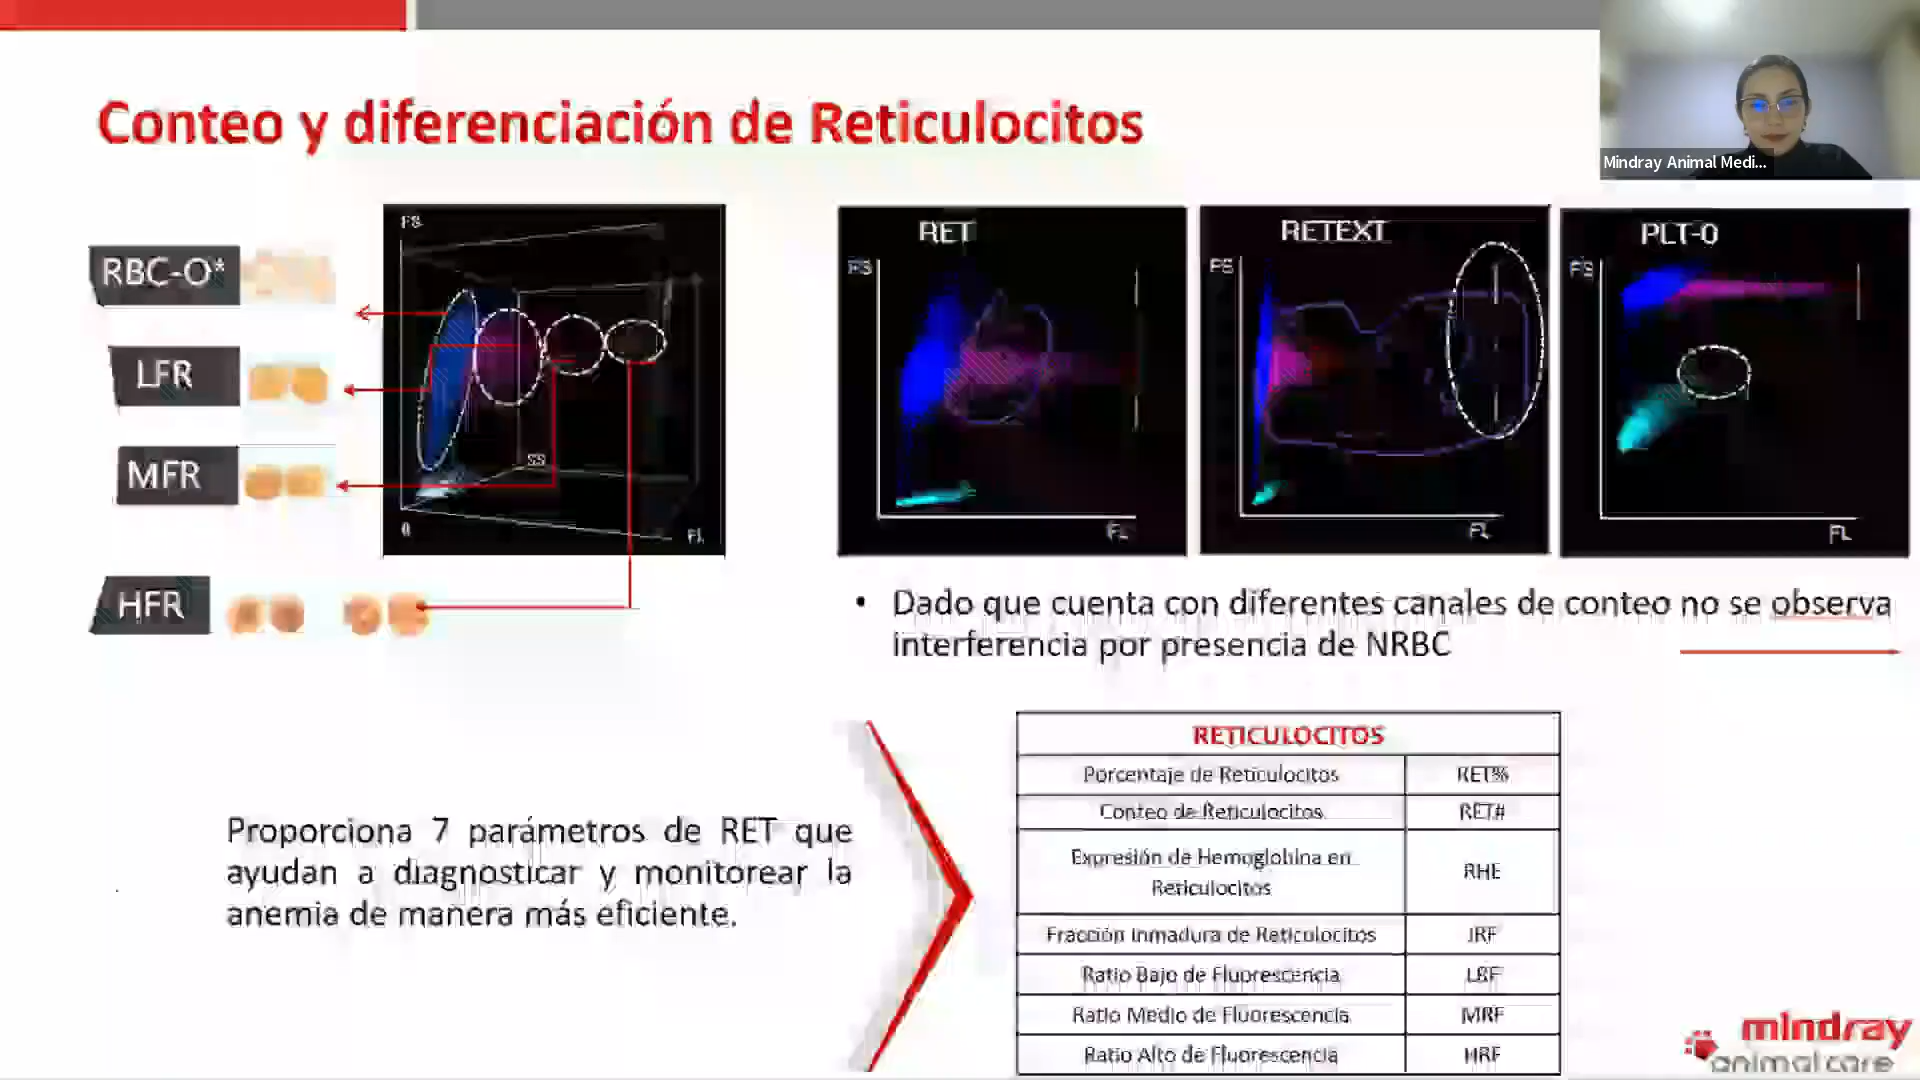 Conteo y diferenciación de Reticulocitos
Mindray Animal Medi...
RBC-O*
LFR
MFR
HFR
FS
SS
0
FL
RET
FS
FL
RETEXT
FS
FL
PLT-O
FS
FL
• Dado que cuenta con diferentes canales de conteo no se observa
interferencia por presencia de NRBC
Proporciona 7 parámetros de RET que
ayudan a diagnosticar y monitorear la
anemia de manera más eficiente.
RETICULOCITOS
Porcentaje de Reticulocitos RET%
Conteo de Reticulocitos RET#
Expresión de Hemoglobina en
Reticulocitos RHE
Fracción Inmadura de Reticulocitos IRF
Ratio Bajo de Fluorescencia LRF
Ratio Medio de Fluorescencia MRF
Ratio Alto de Fluorescencia HRF
mindray
animal care